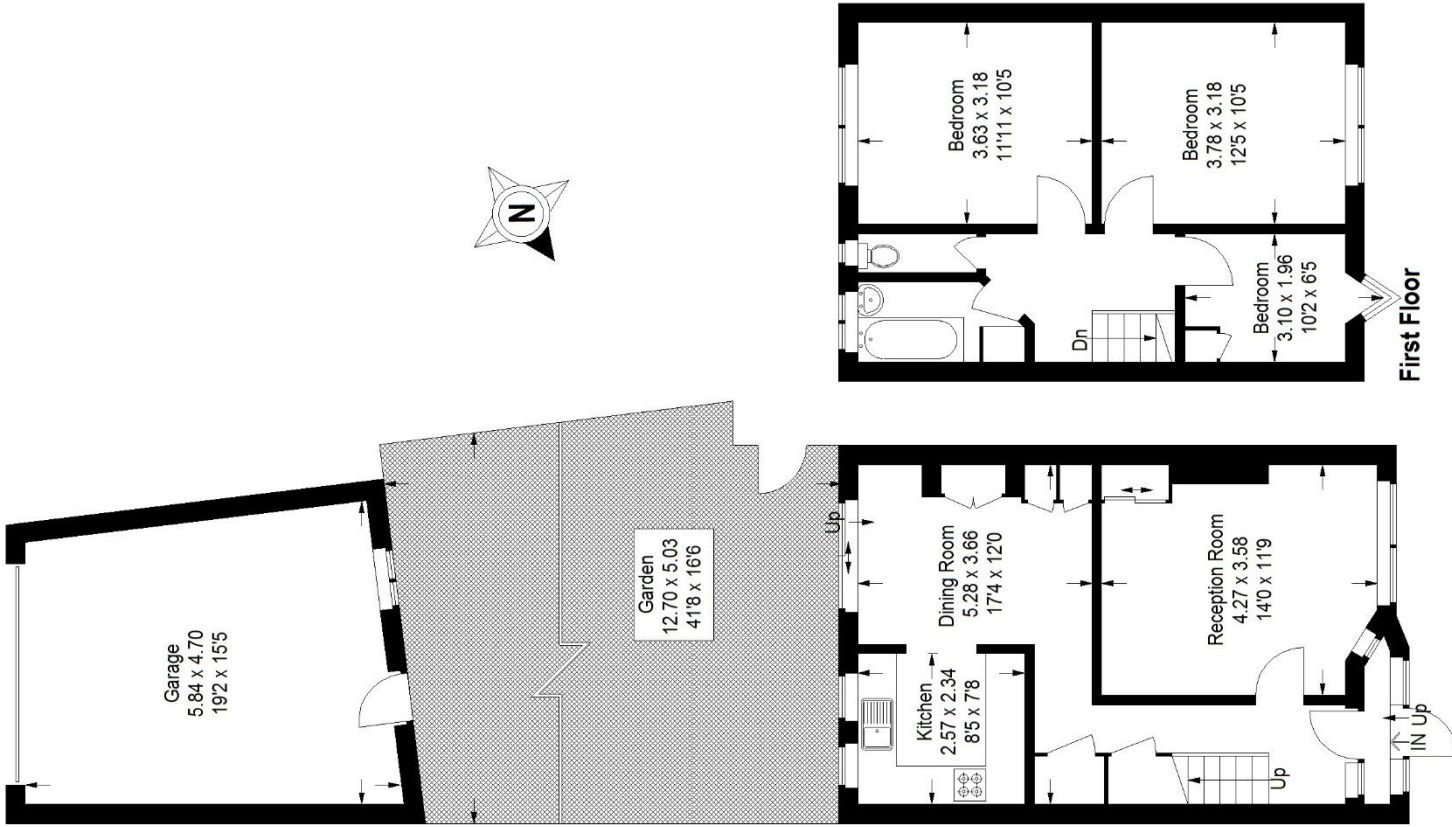 Garage
5.84 x 4.70
19'2 x 15'5
N
Garden
12.70 x 5.03
41'8 x 16'6
Up
Kitchen
2.57 x 2.34
8'5 x 7'8
Dining Room
5.28 x 3.66
17'4 x 12'0
Reception Room
4.27 x 3.58
14'0 x 11'9
Up
IN Up
Bedroom
3.63 x 3.18
11'11 x 10'5
Bedroom
3.78 x 3.18
12'5 x 10'5
Dn
Bedroom
3.10 x 1.96
10'2 x 6'5
First Floor